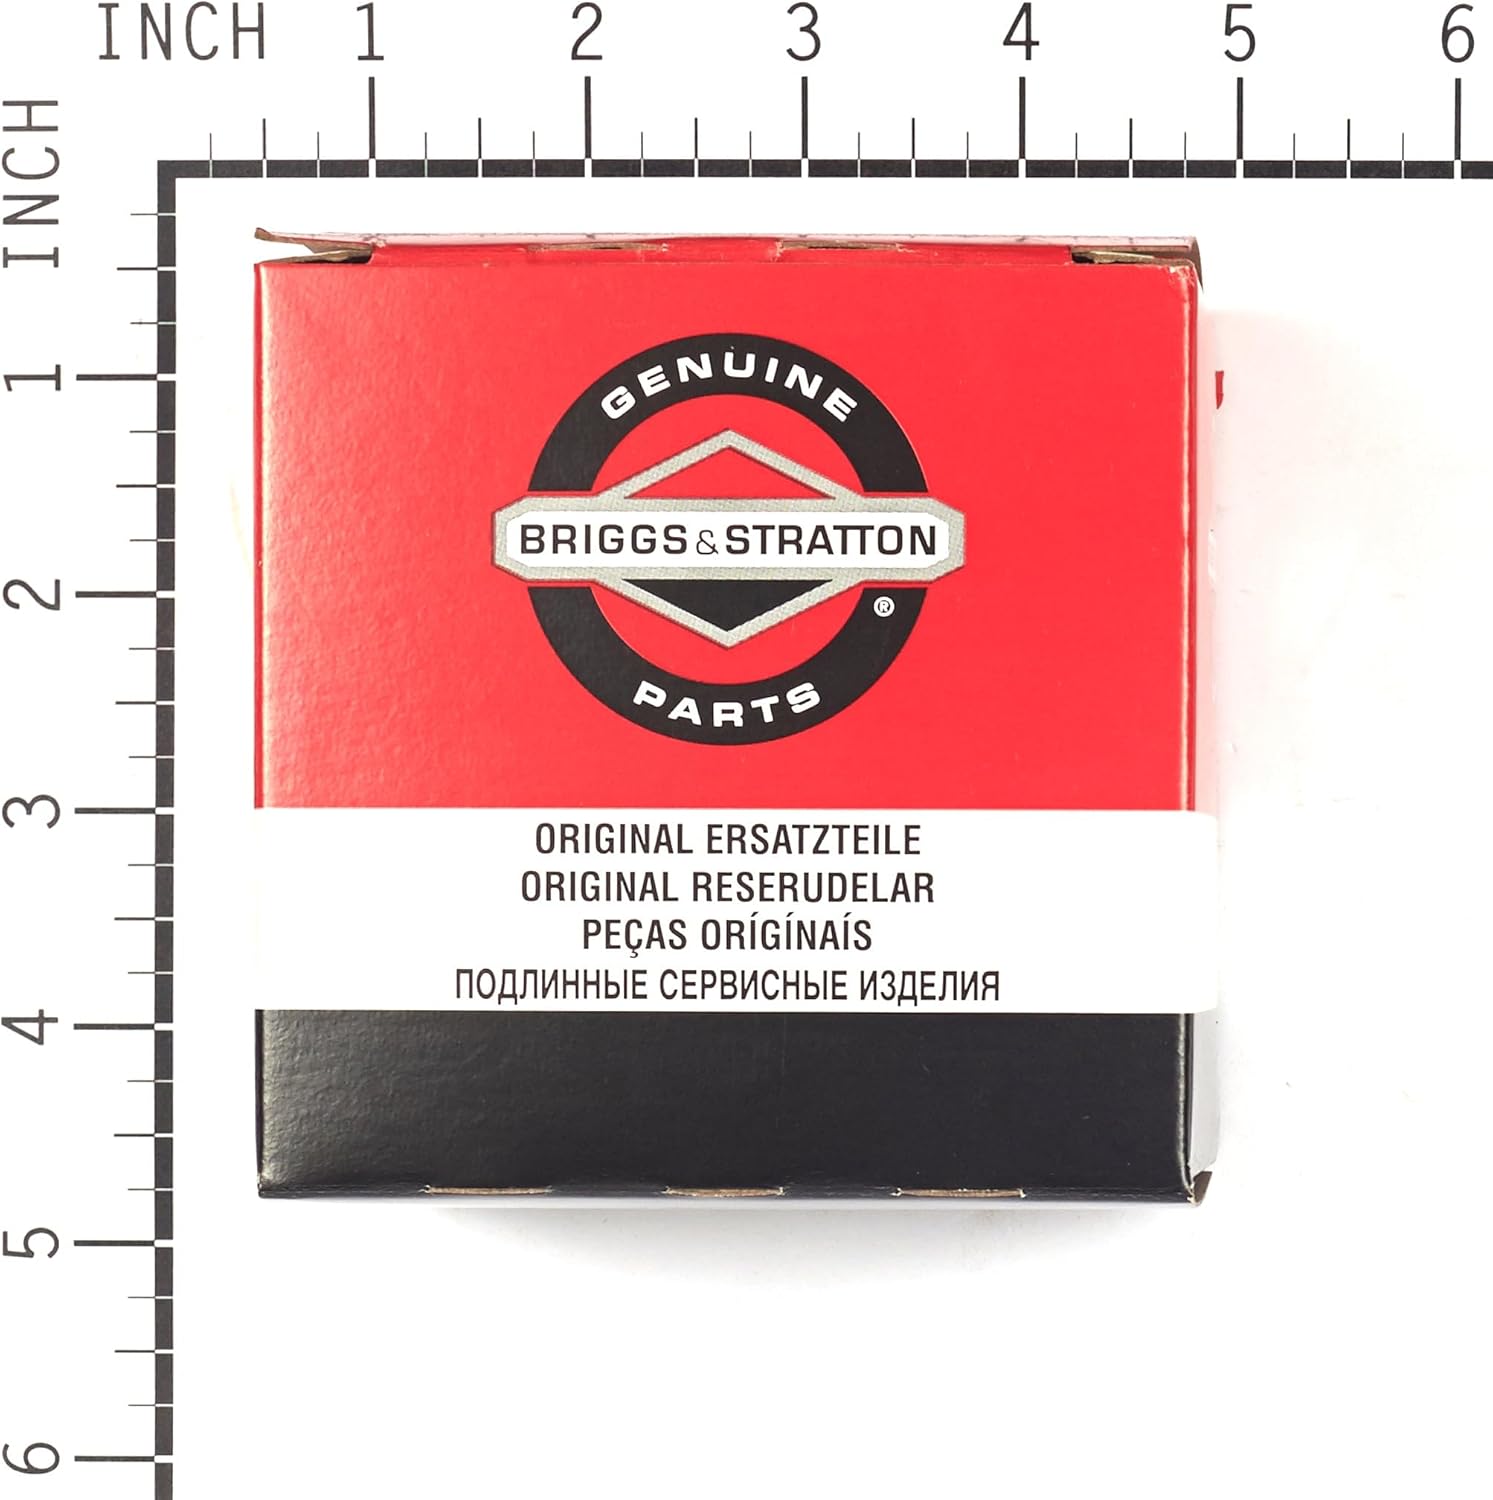 INCH 1 2 3 4 5 6
INCH 1 2 3 4 5 6
GENUINE
BRIGGS & STRATTON
®
PARTS
ORIGINAL ERSATZTEILE
ORIGINAL RESERUDELAR
PEÇAS ORÍGÍNAÍS
ПОДЛИННЫЕ СЕРВИСНЫЕ ИЗДЕЛИЯ